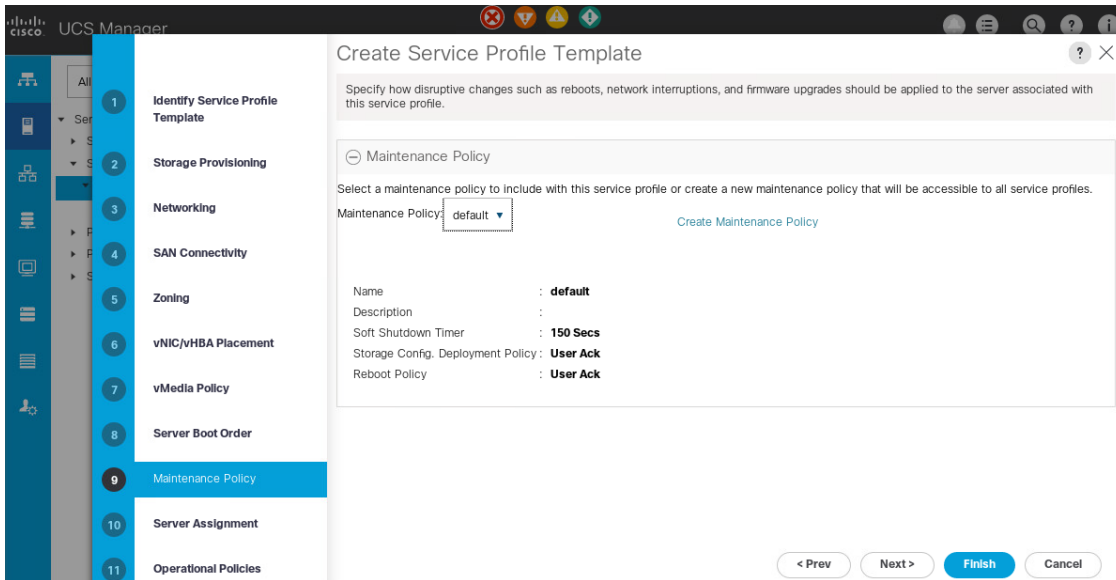 CISCO
UCS Manager
Create Service Profile Template
?
All
Specify how disruptive changes such as reboots, network interruptions, and firmware upgrades should be applied to the server associated with
this service profile.
1
Identify Service Profile
Template
2
Storage Provisioning
3
Networking
4
SAN Connectivity
5
Zoning
6
vNIC/vHBA Placement
7
vMedia Policy
8
Server Boot Order
9
Maintenance Policy
10
Server Assignment
11
Operational Policies
Maintenance Policy
Select a maintenance policy to include with this service profile or create a new maintenance policy that will be accessible to all service profiles.
Maintenance Policy: default
Create Maintenance Policy
Name : default
Description :
Soft Shutdown Timer : 150 Secs
Storage Config. Deployment Policy : User Ack
Reboot Policy : User Ack
< Prev
Next >
Finish
Cancel